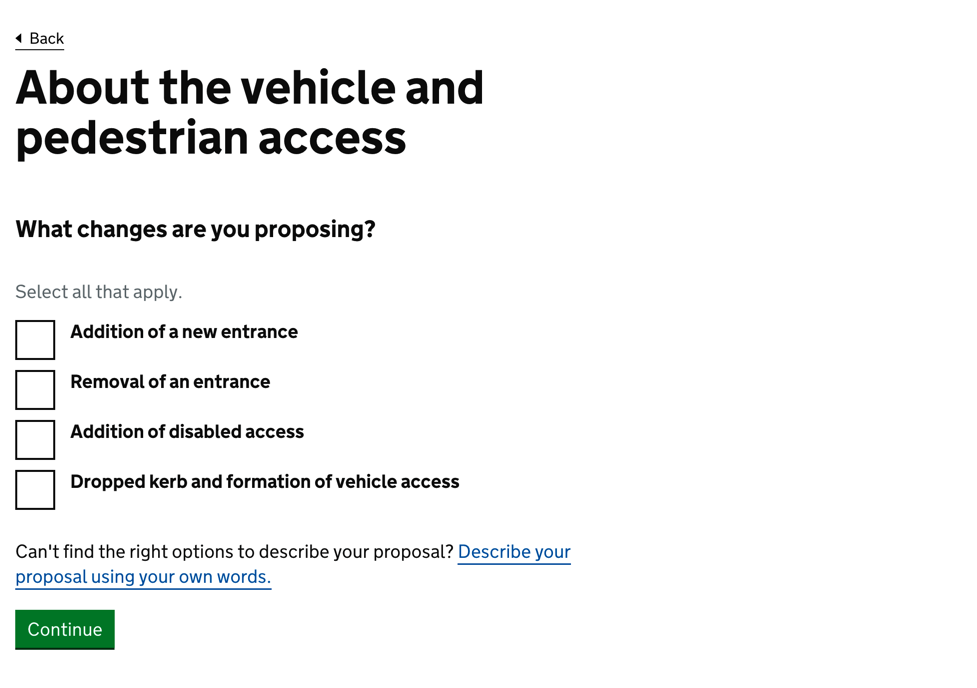 Back
About the vehicle and
pedestrian access
What changes are you proposing?
Select all that apply.
Addition of a new entrance
Removal of an entrance
Addition of disabled access
Dropped kerb and formation of vehicle access
Can't find the right options to describe your proposal? Describe your
proposal using your own words.
Continue